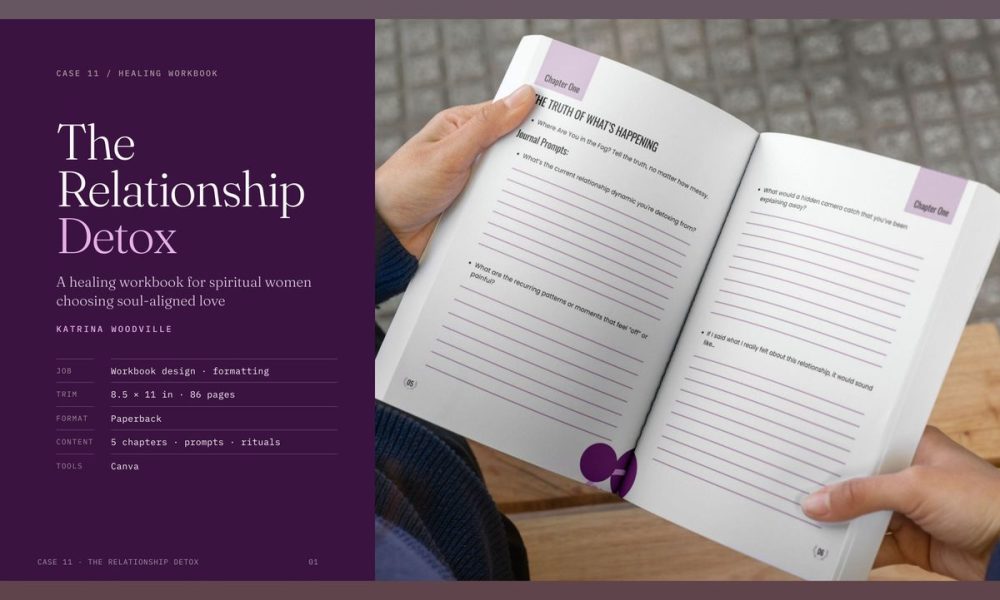 CASE 11 / HEALING WORKBOOK
The
Relationship
Detox
A healing workbook for spiritual women
choosing soul-aligned love
KATRINA WOODVILLE
JOB Workbook design · formatting
TRIM 8.5 × 11 in · 86 pages
FORMAT Paperback
CONTENT 5 chapters · prompts · rituals
TOOLS Canva
CASE 11 · THE RELATIONSHIP DETOX 01
Chapter One
THE TRUTH OF WHAT'S HAPPENING
• Where Are You in the Fog? Tell the truth, no matter how messy.
Journal Prompts:
• What's the current relationship dynamic you're detoxing from?
• What are the recurring patterns or moments that feel "off" or
painful?
(05)
Chapter One
• What would a hidden camera catch that you've been
explaining away?
• If I said what I really felt about this relationship, it would sound
like...
(06)